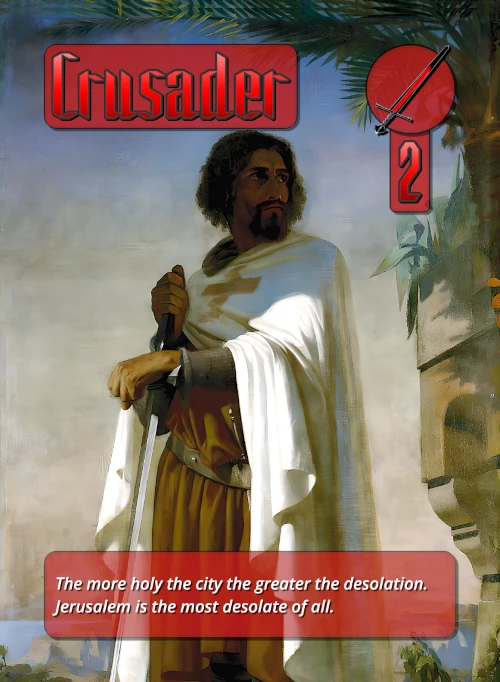 Crusader
2
The more holy the city the greater the desolation.
Jerusalem is the most desolate of all.